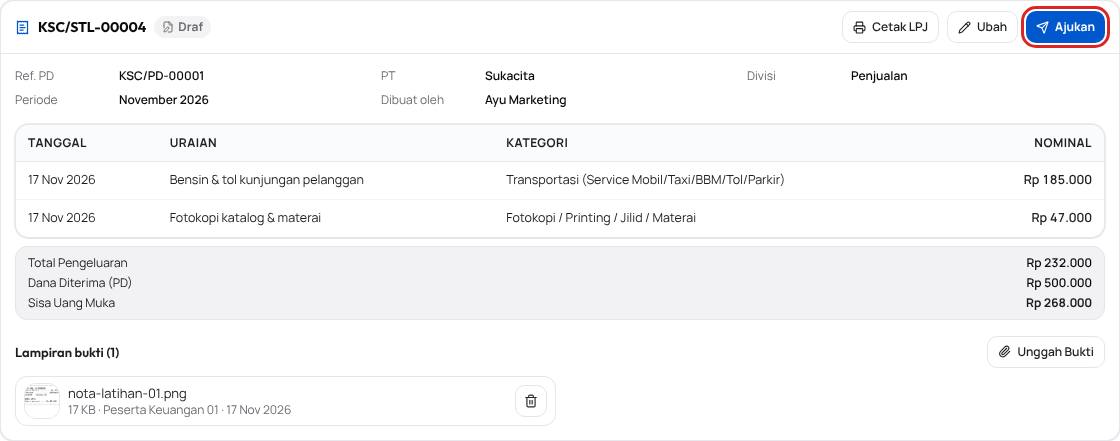 KSC/STL-00004 Draf Cetak LPJ Ubah Ajukan
Ref. PD KSC/PD-00001 PT Sukacita Divisi Penjualan
Periode November 2026 Dibuat oleh Ayu Marketing
TANGGAL URAIAN KATEGORI NOMINAL
17 Nov 2026 Bensin & tol kunjungan pelanggan Transportasi (Service Mobil/Taxi/BBM/Tol/Parkir) Rp 185.000
17 Nov 2026 Fotokopi katalog & materai Fotokopi / Printing / Jilid / Materai Rp 47.000
Total Pengeluaran Rp 232.000
Dana Diterima (PD) Rp 500.000
Sisa Uang Muka Rp 268.000
Lampiran bukti (1) Unggah Bukti
nota-latihan-01.png
17 KB · Peserta Keuangan 01 · 17 Nov 2026